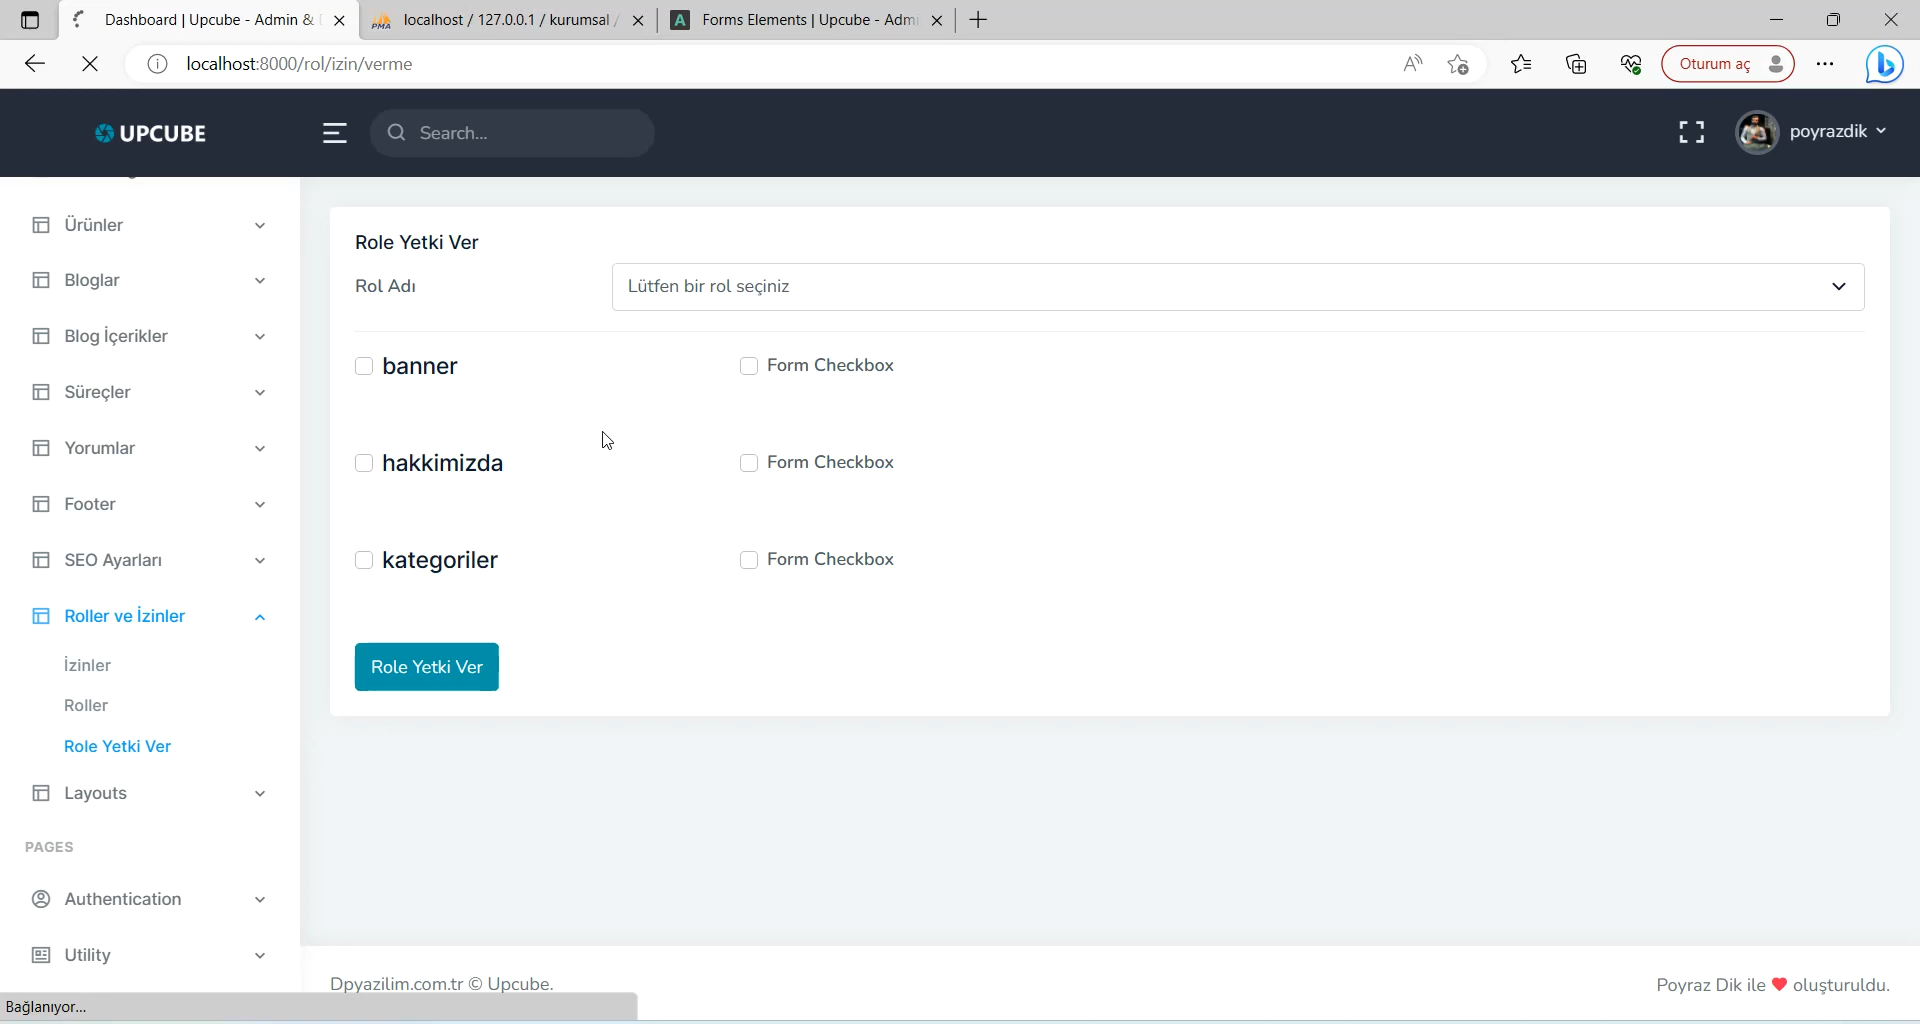 Dashboard | Upcube - Admin &
localhost / 127.0.0.1 / kurumsal /
Forms Elements | Upcube - Admi
localhost:8000/rol/izin/verme
Oturum aç
UPCUBE
Search...
poyrazdik
Ürünler
Bloglar
Blog İçerikler
Süreçler
Yorumlar
Footer
SEO Ayarları
Roller ve İzinler
İzinler
Roller
Role Yetki Ver
Layouts
PAGES
Authentication
Utility
Role Yetki Ver
Rol Adı
Lütfen bir rol seçiniz
banner
Form Checkbox
hakkimizda
Form Checkbox
kategoriler
Form Checkbox
Role Yetki Ver
Dpyazilim.com.tr © Upcube.
Poyraz Dik ile ❤ oluşturuldu.
Bağlanıyor...